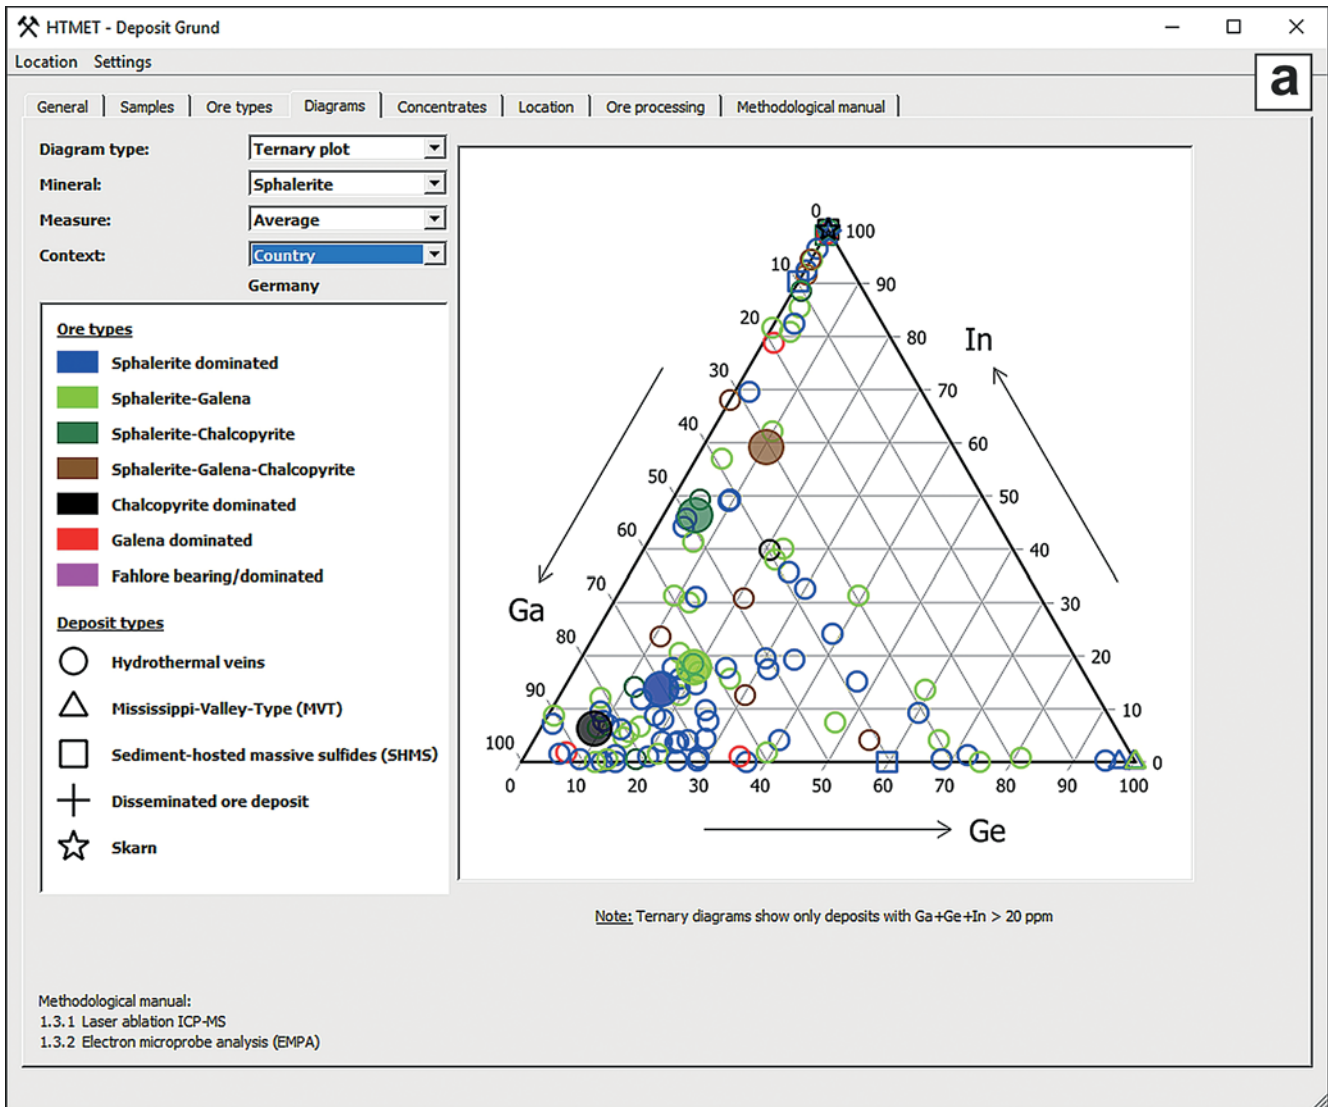 HTMET - Deposit Grund
Location Settings
a
General Samples Ore types Diagrams Concentrates Location Ore processing Methodological manual
Diagram type: Ternary plot
Mineral: Sphalerite
Measure: Average
Context: Country
Germany
Ore types
Sphalerite dominated
Sphalerite-Galena
Sphalerite-Chalcopyrite
Sphalerite-Galena-Chalcopyrite
Chalcopyrite dominated
Galena dominated
Fahlore bearing/dominated
Deposit types
Hydrothermal veins
Mississippi-Valley-Type (MVT)
Sediment-hosted massive sulfides (SHMS)
Disseminated ore deposit
Skarn
0
100
10
90
20
80
In
30
70
40
60
50
50
60
40
70
30
Ga
80
20
90
10
100
0
0 10 20 30 40 50 60 70 80 90 100
Ge
Note: Ternary diagrams show only deposits with Ga+Ge+In > 20 ppm
Methodological manual:
1.3.1 Laser ablation ICP-MS
1.3.2 Electron microprobe analysis (EMPA)